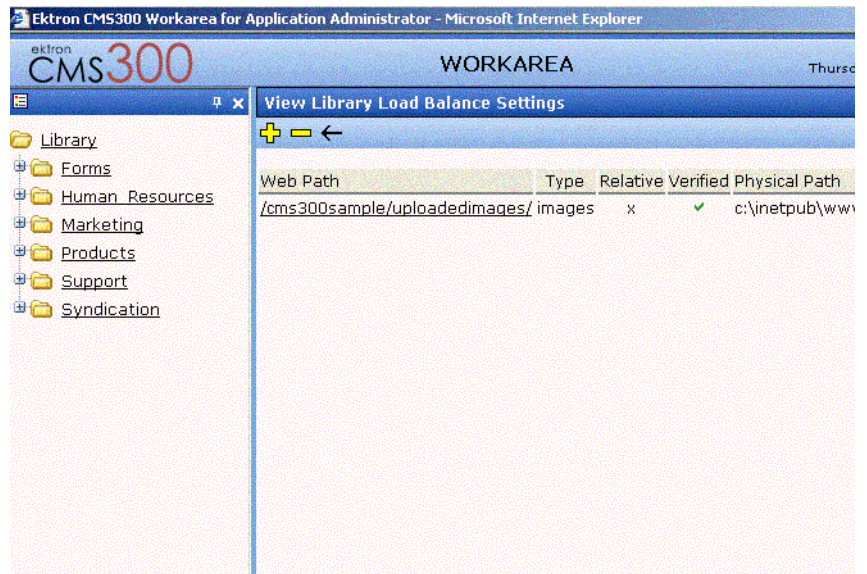 Ektron CMS300 Workarea for Application Administrator - Microsoft Internet Explorer
ektron
CMS300
WORKAREA
Thursd
View Library Load Balance Settings
Library
Forms
Human Resources
Marketing
Products
Support
Syndication
Web Path Type Relative Verified Physical Path
/cms300sample/uploadedimages/ images x c:\inetpub\www